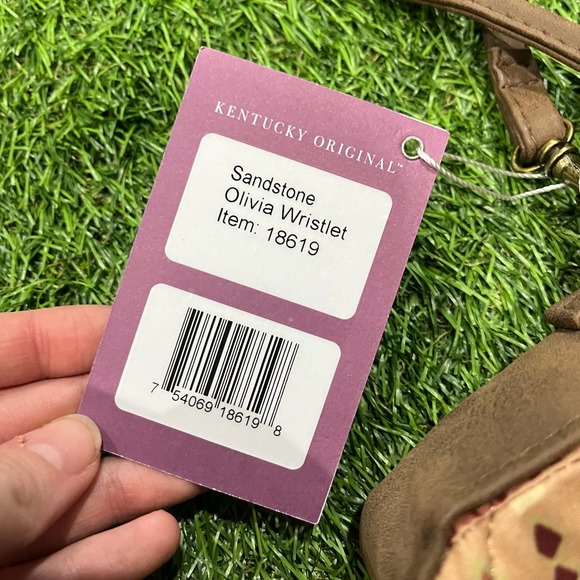 KENTUCKY ORIGINAL™
Sandstone
Olivia Wristlet
Item: 18619
7 54069 18619 8